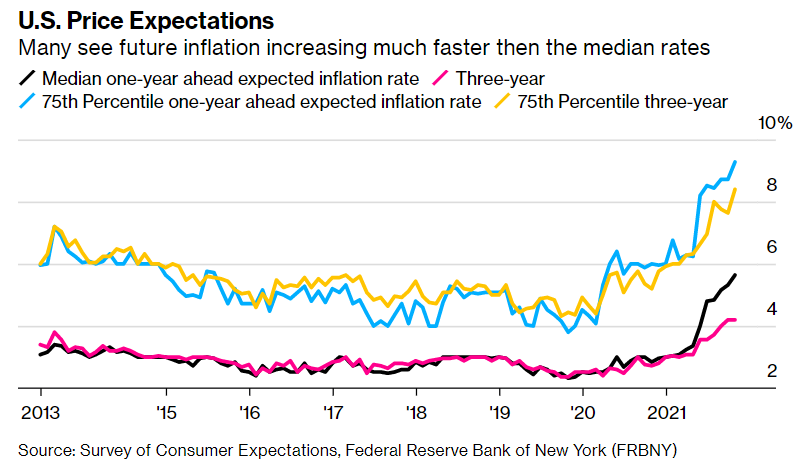 U.S. Price Expectations
Many see future inflation increasing much faster then the median rates
Median one-year ahead expected inflation rate Three-year
75th Percentile one-year ahead expected inflation rate 75th Percentile three-year
10%
8
6
4
2
2013 '15 '16 '17 '18 '19 '20 2021
Source: Survey of Consumer Expectations, Federal Reserve Bank of New York (FRBNY)